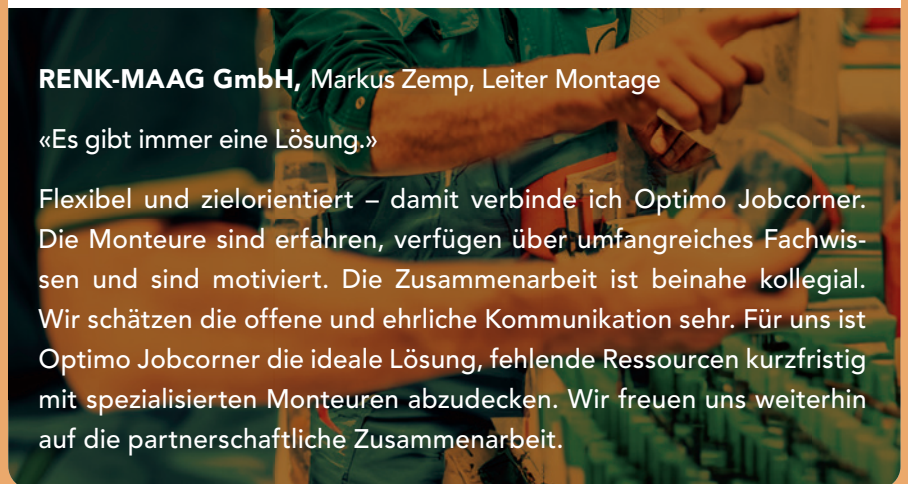 RENK-MAAG GmbH, Markus Zemp, Leiter Montage
«Es gibt immer eine Lösung.»
Flexibel und zielorientiert – damit verbinde ich Optimo Jobcorner.
Die Monteure sind erfahren, verfügen über umfangreiches Fachwis-
sen und sind motiviert. Die Zusammenarbeit ist beinahe kollegial.
Wir schätzen die offene und ehrliche Kommunikation sehr. Für uns ist
Optimo Jobcorner die ideale Lösung, fehlende Ressourcen kurzfristig
mit spezialisierten Monteuren abzudecken. Wir freuen uns weiterhin
auf die partnerschaftliche Zusammenarbeit.